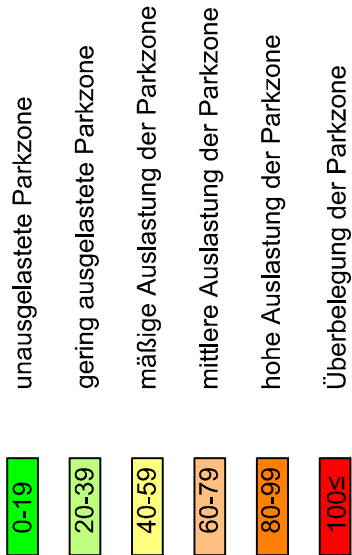 0-19 unausgelastete Parkzone
20-39 gering ausgelastete Parkzone
40-59 mäßige Auslastung der Parkzone
60-79 mittlere Auslastung der Parkzone
80-99 hohe Auslastung der Parkzone
100≤ Überbelegung der Parkzone